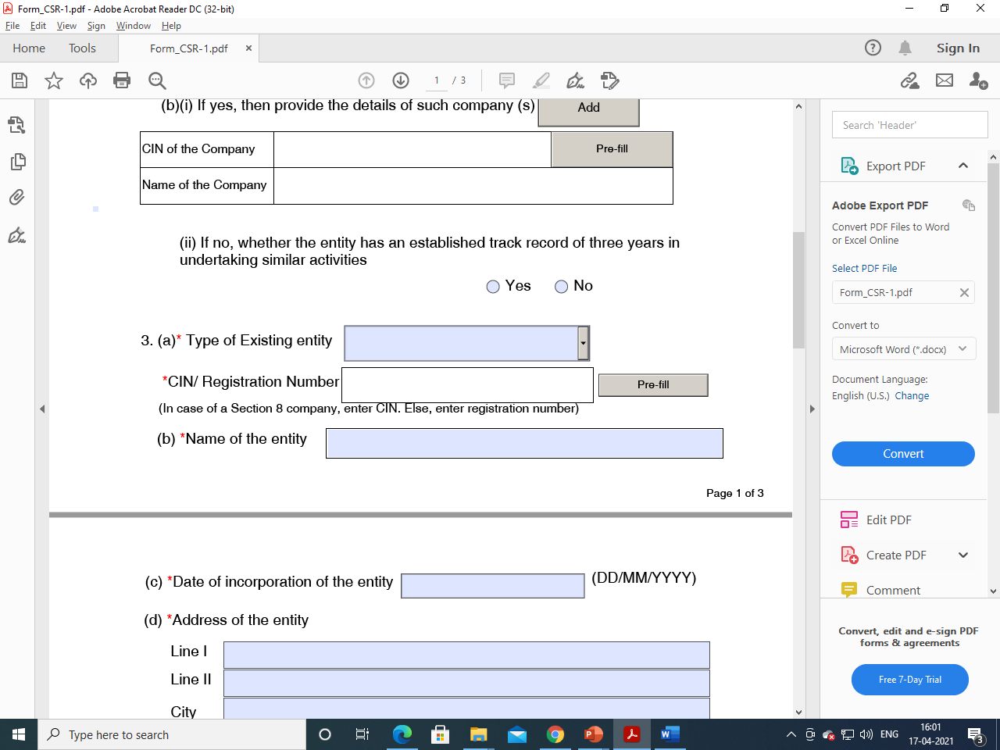 Form_CSR-1.pdf - Adobe Acrobat Reader DC (32-bit)
File Edit View Sign Window Help
Home Tools Form_CSR-1.pdf × Sign In
1 / 3
(b)(i) If yes, then provide the details of such company (s) Add
CIN of the Company Pre-fill
Name of the Company
(ii) If no, whether the entity has an established track record of three years in
undertaking similar activities
Yes No
3. (a)* Type of Existing entity
*CIN/ Registration Number Pre-fill
(In case of a Section 8 company, enter CIN. Else, enter registration number)
(b) *Name of the entity
Page 1 of 3
(c) *Date of incorporation of the entity (DD/MM/YYYY)
(d) *Address of the entity
Line I
Line II
City
Search 'Header'
Export PDF
Adobe Export PDF
Convert PDF Files to Word
or Excel Online
Select PDF File
Form_CSR-1.pdf
Convert to
Microsoft Word (*.docx)
Document Language:
English (U.S.) Change
Convert
Edit PDF
Create PDF
Comment
Convert, edit and e-sign PDF
forms & agreements
Free 7-Day Trial
Type here to search
ENG
16:01
17-04-2021
3